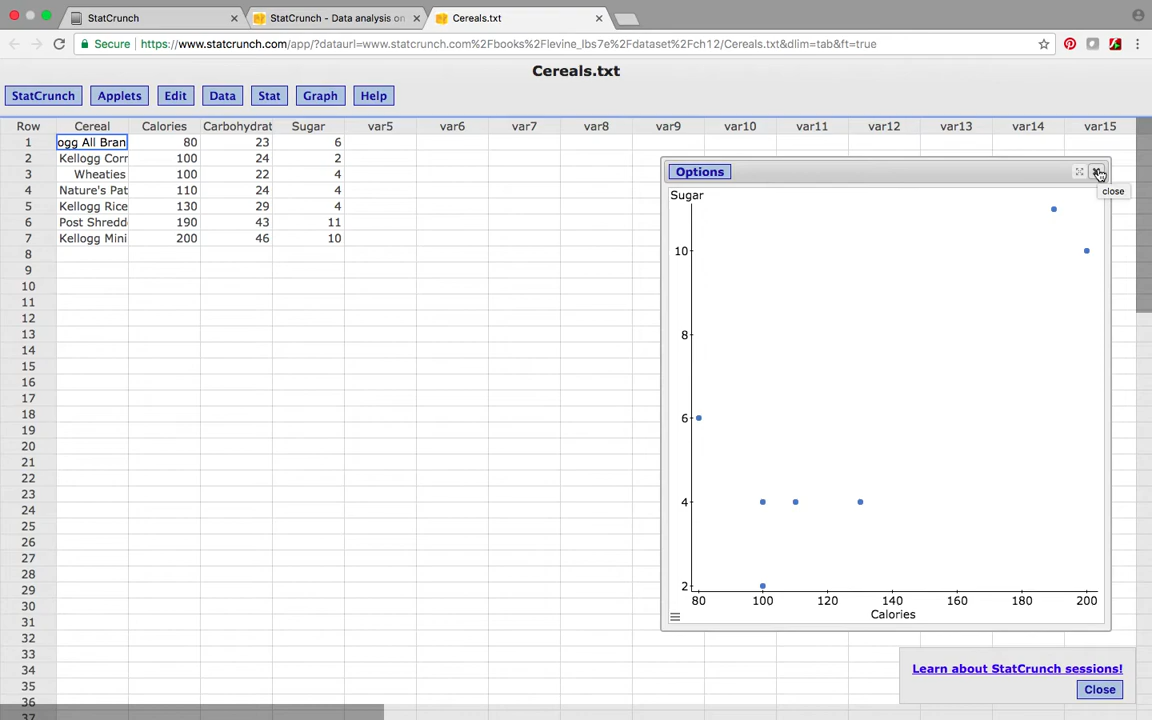 StatCrunch
StatCrunch - Data analysis on
Cereals.txt
Secure https://www.statcrunch.com/app/?dataurl=www.statcrunch.com%2Fbooks%2Flevine_lbs7e%2Fdataset%2Fch12/Cereals.txt&dlim=tab&ft=true
Cereals.txt
StatCrunch Applets Edit Data Stat Graph Help
Row Cereal Calories Carbohydrat Sugar var5 var6 var7 var8 var9 var10 var11 var12 var13 var14 var15
1 ogg All Bran 80 23 6
2 Kellogg Corr 100 24 2
3 Wheaties 100 22 4
4 Nature's Pat 110 24 4
5 Kellogg Rice 130 29 4
6 Post Shredd 190 43 11
7 Kellogg Mini 200 46 10
8
9
10
11
12
13
14
15
16
17
18
19
20
21
22
23
24
25
26
27
28
29
30
31
32
33
34
35
36
37
Options
close
Sugar
10
8
6
4
2
80 100 120 140 160 180 200
Calories
Learn about StatCrunch sessions!
Close